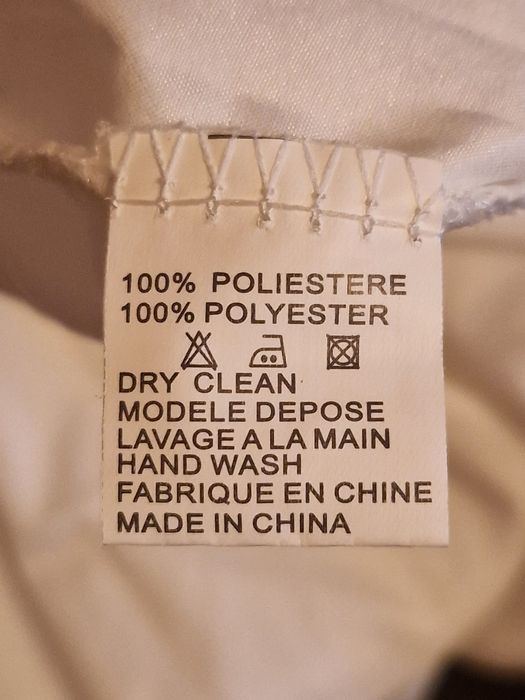 100% POLIESTERE
100% POLYESTER
DRY CLEAN
MODELE DEPOSE
LAVAGE A LA MAIN
HAND WASH
FABRIQUE EN CHINE
MADE IN CHINA